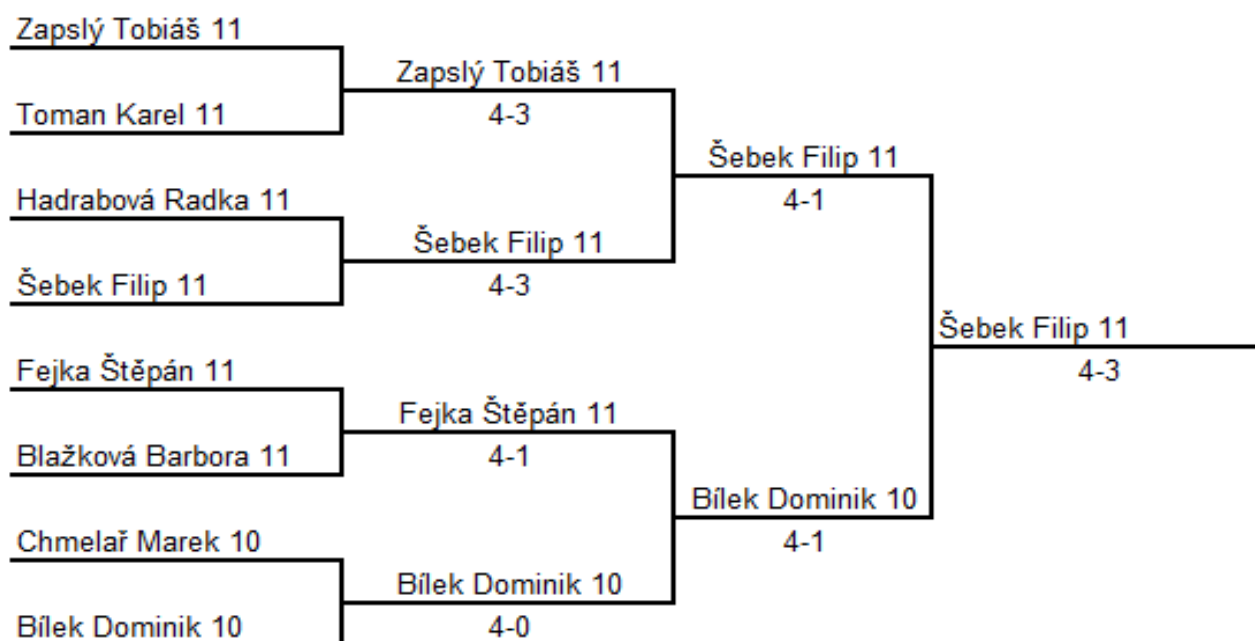 Zapslý Tobiáš 11
Toman Karel 11
Hadrabová Radka 11
Šebek Filip 11
Fejka Štěpán 11
Blažková Barbora 11
Chmelař Marek 10
Bílek Dominik 10
Zapslý Tobiáš 11
4-3
Šebek Filip 11
4-3
Fejka Štěpán 11
4-1
Bílek Dominik 10
4-0
Šebek Filip 11
4-1
Bílek Dominik 10
4-1
Šebek Filip 11
4-3